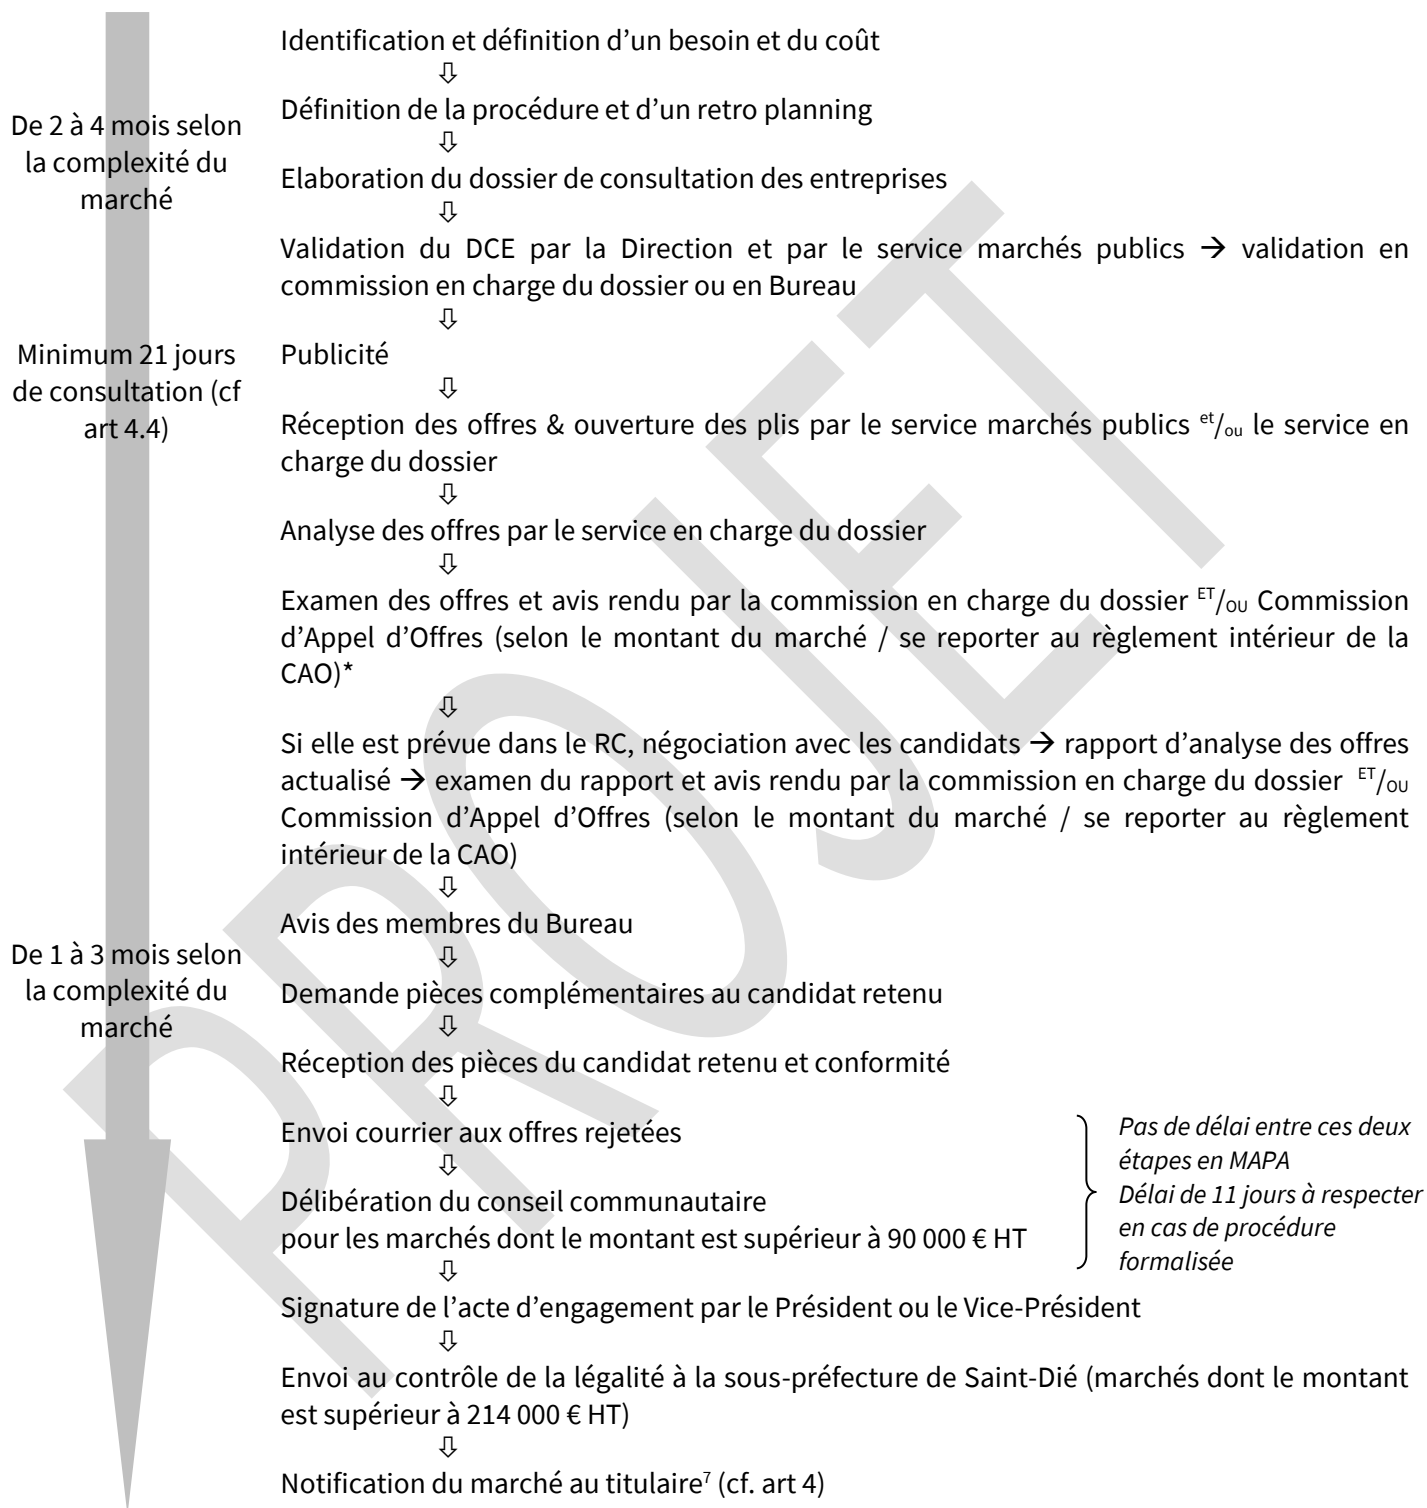 Identification et définition d’un besoin et du coût
⇩
Définition de la procédure et d’un retro planning
⇩
De 2 à 4 mois selon
la complexité du
marché
Elaboration du dossier de consultation des entreprises
⇩
Validation du DCE par la Direction et par le service marchés publics → validation en
commission en charge du dossier ou en Bureau
⇩
Minimum 21 jours
de consultation (cf
art 4.4)
Publicité
⇩
Réception des offres & ouverture des plis par le service marchés publics et/ou le service en
charge du dossier
⇩
Analyse des offres par le service en charge du dossier
⇩
Examen des offres et avis rendu par la commission en charge du dossier ET/OU Commission
d’Appel d’Offres (selon le montant du marché / se reporter au règlement intérieur de la
CAO)*
⇩
Si elle est prévue dans le RC, négociation avec les candidats → rapport d’analyse des offres
actualisé → examen du rapport et avis rendu par la commission en charge du dossier ET/OU
Commission d’Appel d’Offres (selon le montant du marché / se reporter au règlement
intérieur de la CAO)
⇩
Avis des membres du Bureau
⇩
De 1 à 3 mois selon
la complexité du
marché
Demande pièces complémentaires au candidat retenu
⇩
Réception des pièces du candidat retenu et conformité
⇩
Envoi courrier aux offres rejetées
⇩
Délibération du conseil communautaire
pour les marchés dont le montant est supérieur à 90 000 € HT
Pas de délai entre ces deux
étapes en MAPA
Délai de 11 jours à respecter
en cas de procédure
formalisée
⇩
Signature de l’acte d’engagement par le Président ou le Vice-Président
⇩
Envoi au contrôle de la légalité à la sous-préfecture de Saint-Dié (marchés dont le montant
est supérieur à 214 000 € HT)
⇩
Notification du marché au titulaire7 (cf. art 4)
PROJET